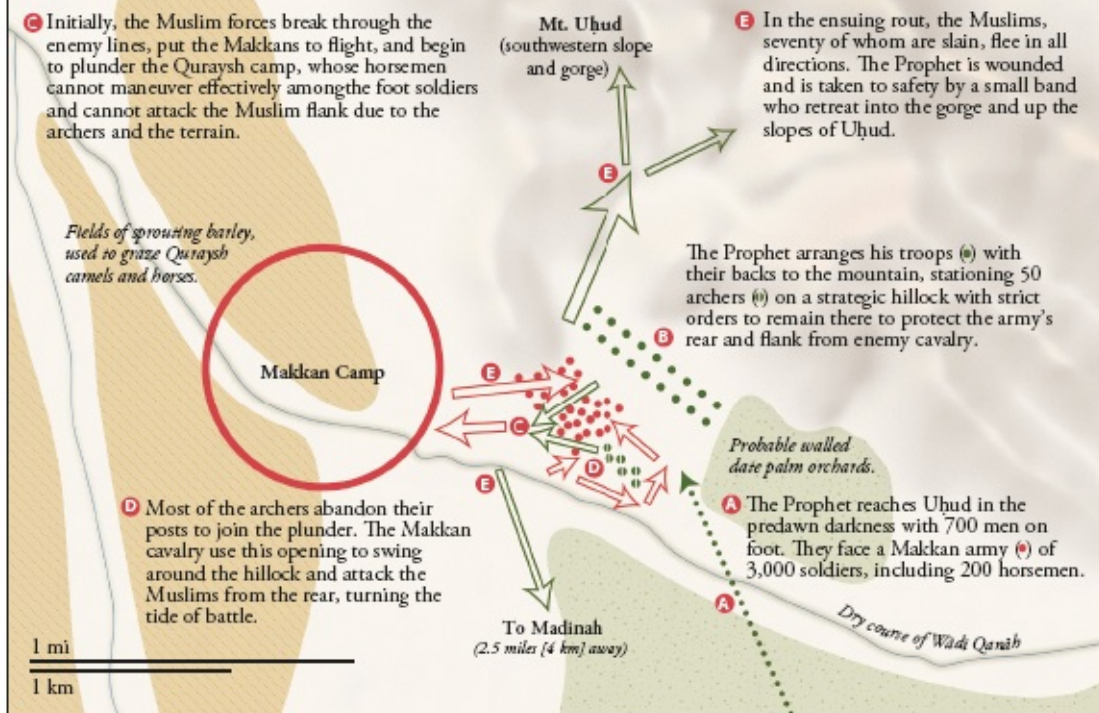 C Initially, the Muslim forces break through the
enemy lines, put the Makkans to flight, and begin
to plunder the Quraysh camp, whose horsemen
cannot maneuver effectively amongthe foot soldiers
and cannot attack the Muslim flank due to the
archers and the terrain.
Mt. Uḥud
(southwestern slope
and gorge)
E In the ensuing rout, the Muslims,
seventy of whom are slain, flee in all
directions. The Prophet is wounded
and is taken to safety by a small band
who retreat into the gorge and up the
slopes of Uḥud.
E
Fields of sprouting barley,
used to graze Quraysh
camels and horses.
The Prophet arranges his troops () with
their backs to the mountain, stationing 50
archers () on a strategic hillock with strict
orders to remain there to protect the army's
rear and flank from enemy cavalry.
B
Makkan Camp
E
C
D
E
Probable walled
date palm orchards.
D Most of the archers abandon their
posts to join the plunder. The Makkan
cavalry use this opening to swing
around the hillock and attack the
Muslims from the rear, turning the
tide of battle.
A The Prophet reaches Uḥud in the
predawn darkness with 700 men on
foot. They face a Makkan army () of
3,000 soldiers, including 200 horsemen.
A
To Madinah
(2.5 miles [4 km] away)
Dry course of Wādī Qanāh
1 mi
1 km